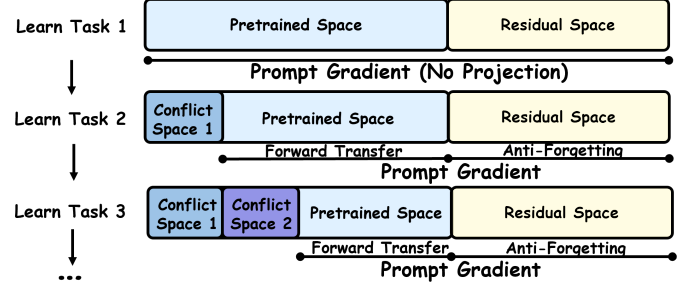 Learn Task 1
Pretrained Space
Residual Space
Prompt Gradient (No Projection)
Learn Task 2
Conflict
Space 1
Pretrained Space
Residual Space
Forward Transfer
Anti-Forgetting
Prompt Gradient
Learn Task 3
Conflict
Space 1
Conflict
Space 2
Pretrained Space
Residual Space
Forward Transfer
Anti-Forgetting
Prompt Gradient
...